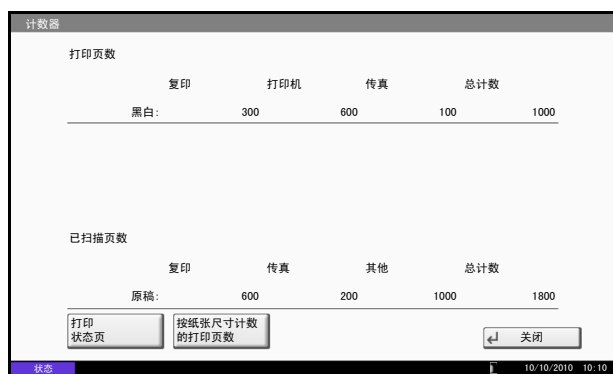 计数器
打印页数
复印 打印机 传真 总计数
黑白: 300 600 100 1000
已扫描页数
复印 传真 其他 总计数
原稿: 600 200 1000 1800
打印
状态页
按纸张尺寸计数
的打印页数
关闭
状态 10/10/2010 10:10